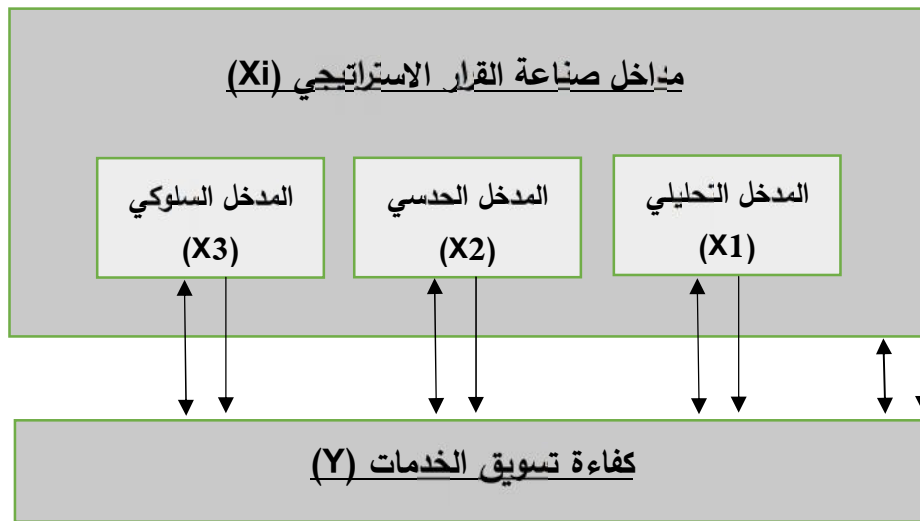 مداخل صناعة القرار الاستراتيجي (Xi)
المدخل التحليلي
(X1)
المدخل الحدسي
(X2)
المدخل السلوكي
(X3)
كفاءة تسويق الخدمات (Y)